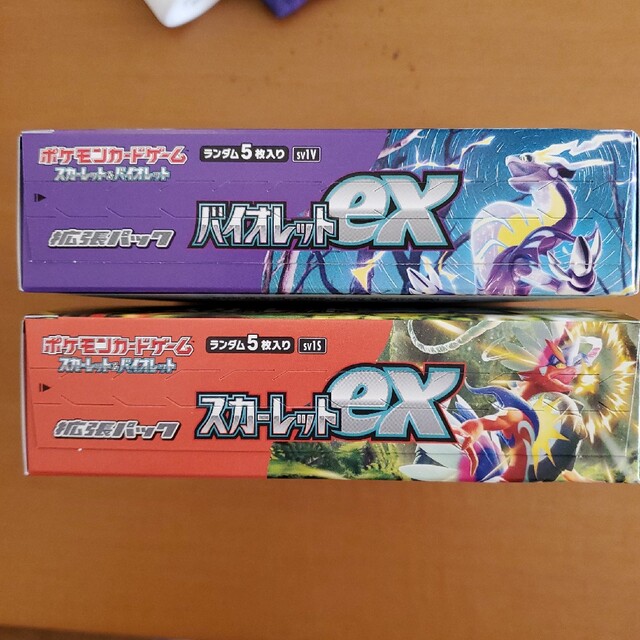 ポケモンカードゲーム
スカーレット&バイオレット
ランダム5枚入り SV1V
拡張パック
バイオレットex
ポケモンカードゲーム
スカーレット&バイオレット
ランダム5枚入り SV1S
拡張パック
スカーレットex